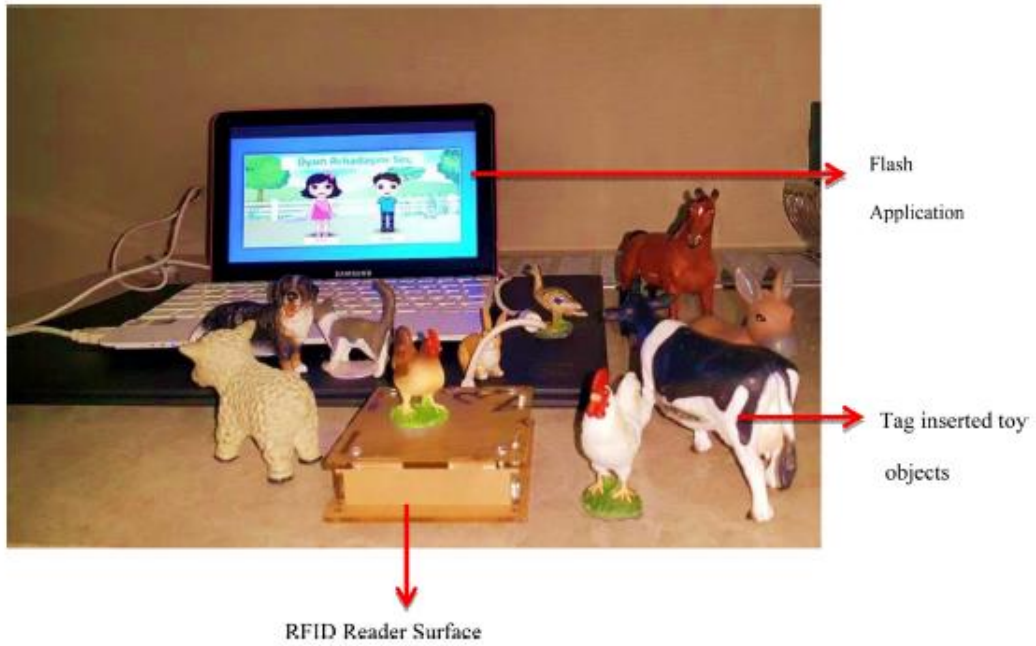 Oyun Arkadaşını Seç
SAMSUNG
Flash
Application
Tag inserted toy
objects
RFID Reader Surface